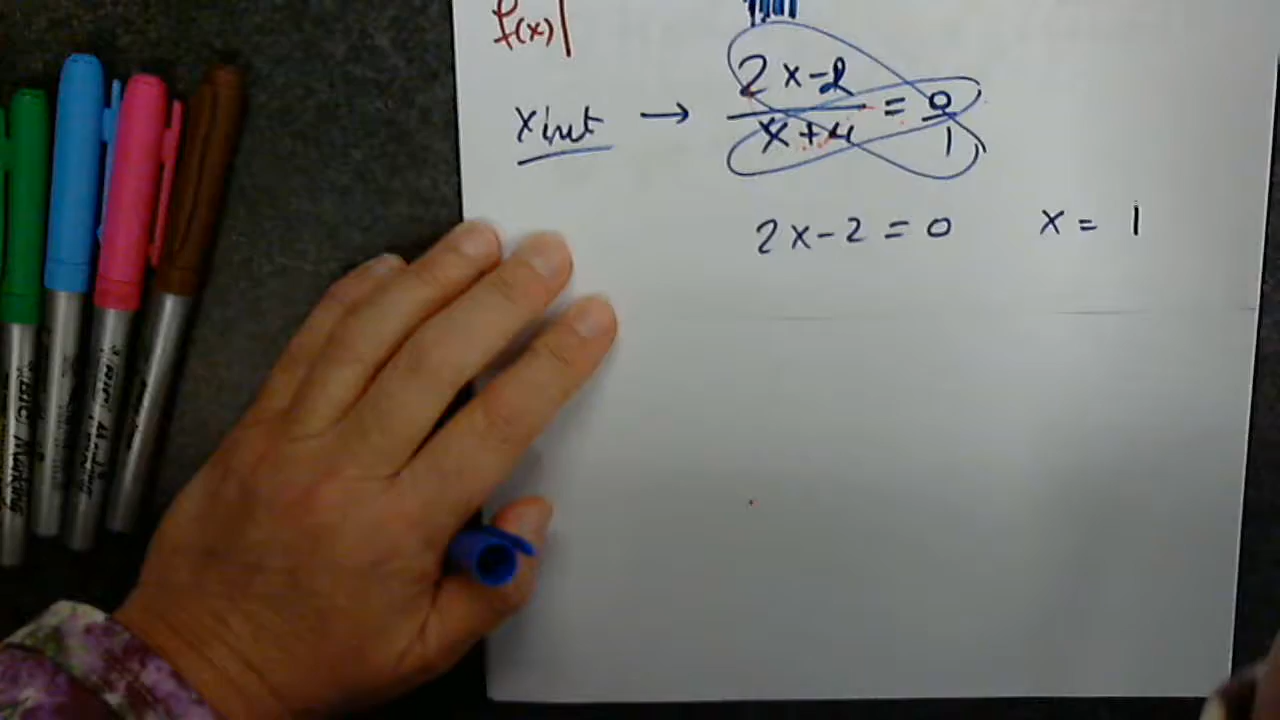 f(x)
x int → (2x-2)/(x+4) = 0/1
2x-2=0 x= 1